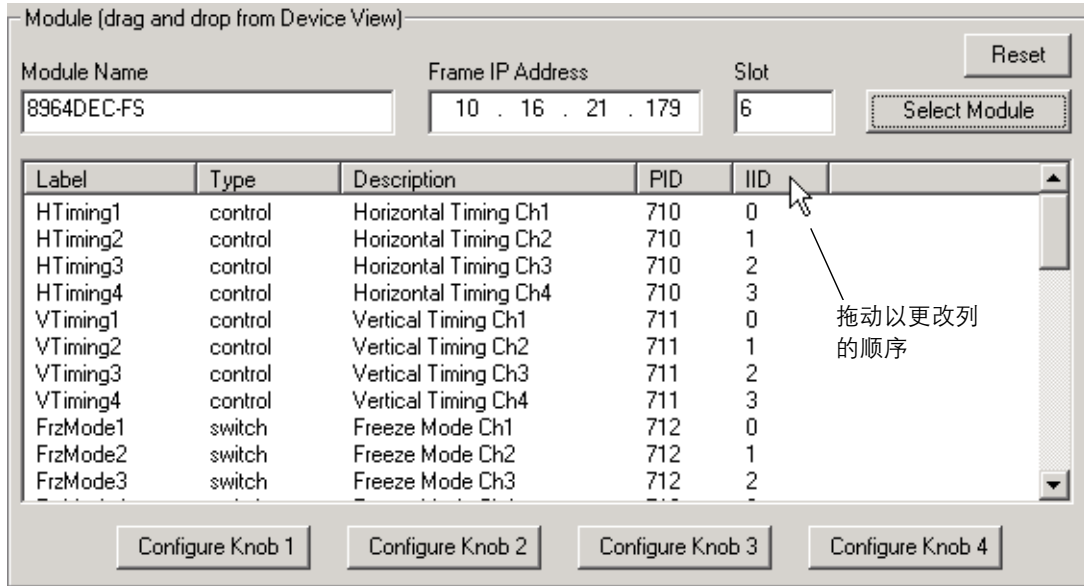 Module (drag and drop from Device View)
Reset
Module Name Frame IP Address Slot
8964DEC-FS 10 . 16 . 21 . 179 6 Select Module
Label Type Description PID IID
HTiming1 control Horizontal Timing Ch1 710 0
HTiming2 control Horizontal Timing Ch2 710 1
HTiming3 control Horizontal Timing Ch3 710 2
HTiming4 control Horizontal Timing Ch4 710 3
VTiming1 control Vertical Timing Ch1 711 0
VTiming2 control Vertical Timing Ch2 711 1
VTiming3 control Vertical Timing Ch3 711 2
VTiming4 control Vertical Timing Ch4 711 3
FrzMode1 switch Freeze Mode Ch1 712 0
FrzMode2 switch Freeze Mode Ch2 712 1
FrzMode3 switch Freeze Mode Ch3 712 2
拖动以更改列
的顺序
Configure Knob 1 Configure Knob 2 Configure Knob 3 Configure Knob 4